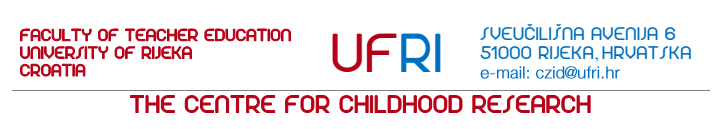 FACULTY OF TEACHER EDUCATION
UNIVERSITY OF RIJEKA
CROATIA
UFRI
SVEUČILIŠNA AVENIJA 6
51000 RIJEKA, HRVATSKA
e-mail: czid@ufri.hr
THE CENTRE FOR CHILDHOOD RESEARCH